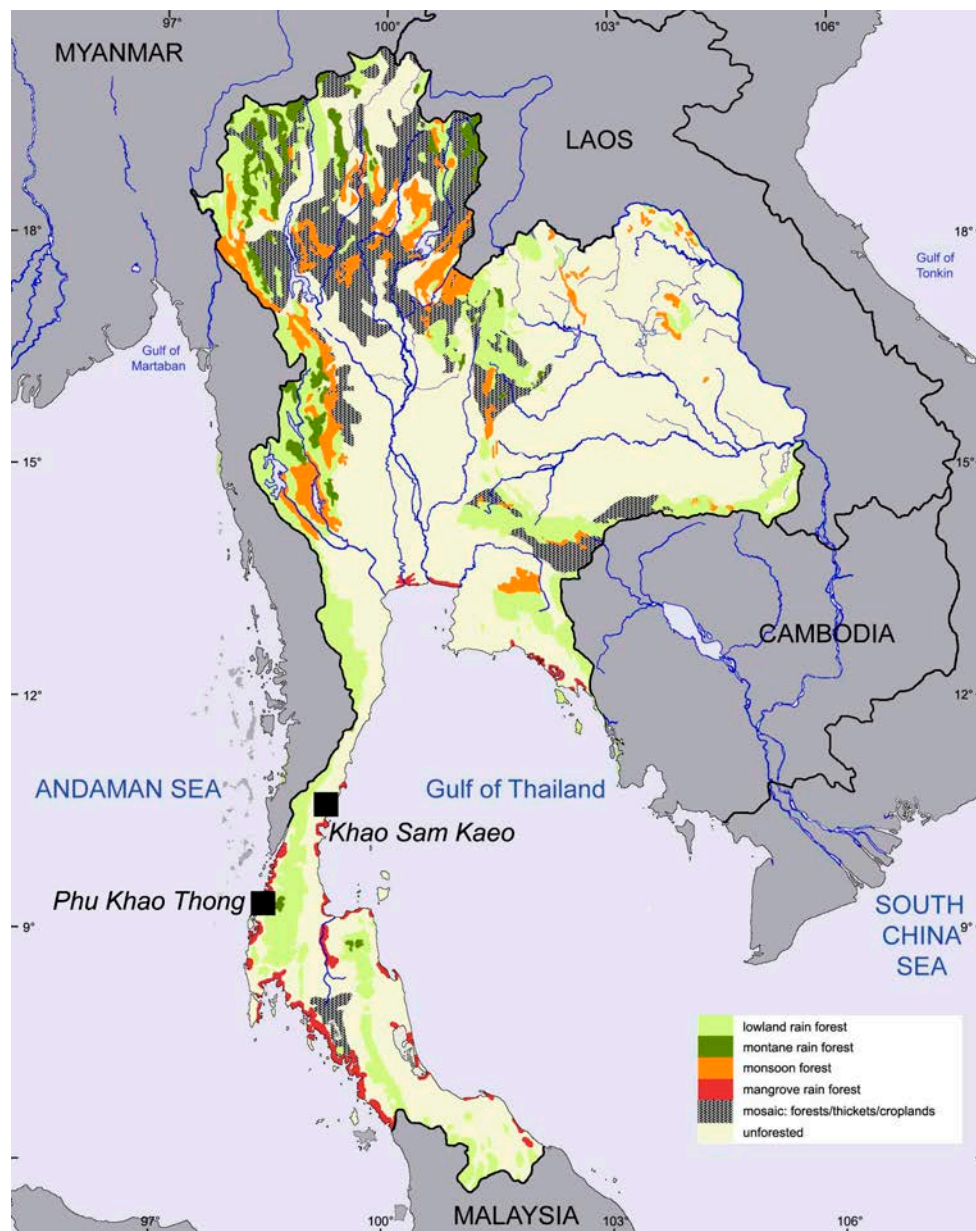 97°
100°
103°
106°
MYANMAR
LAOS
18°
18°
Gulf of
Tonkin
Gulf of
Martaban
15°
15°
CAMBODIA
12°
12°
ANDAMAN SEA
Gulf of Thailand
Khao Sam Kaeo
Phu Khao Thong
9°
SOUTH
CHINA
SEA
9°
lowland rain forest
montane rain forest
monsoon forest
mangrove rain forest
mosaic: forests/thickets/croplands
unforested
97°
100°
MALAYSIA
103°
106°